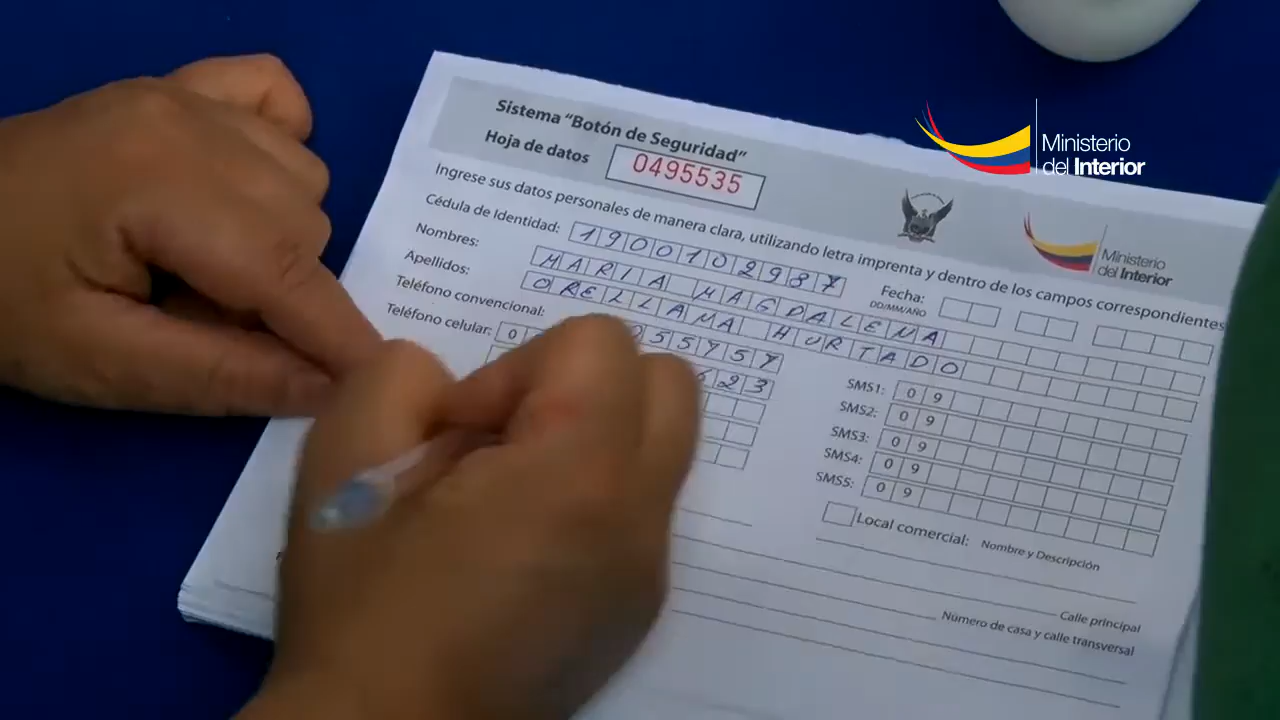 Ministerio
del Interior
Sistema "Botón de Seguridad"
Hoja de datos 0495535
Ministerio
del Interior
Ingrese sus datos personales de manera clara, utilizando letra imprenta y dentro de los campos correspondientes
Cédula de Identidad: 1900102987 Fecha:
DD/MM/AÑO
Nombres: MARIA MAGDALENA
Apellidos: ORELLANA HURTADO
Teléfono convencional: 055757
Teléfono celular: 0 623
SMS1: 09
SMS2: 09
SMS3: 09
SMS4: 09
SMS5: 09
Local comercial: Nombre y Descripción
Calle principal
Número de casa y calle transversal